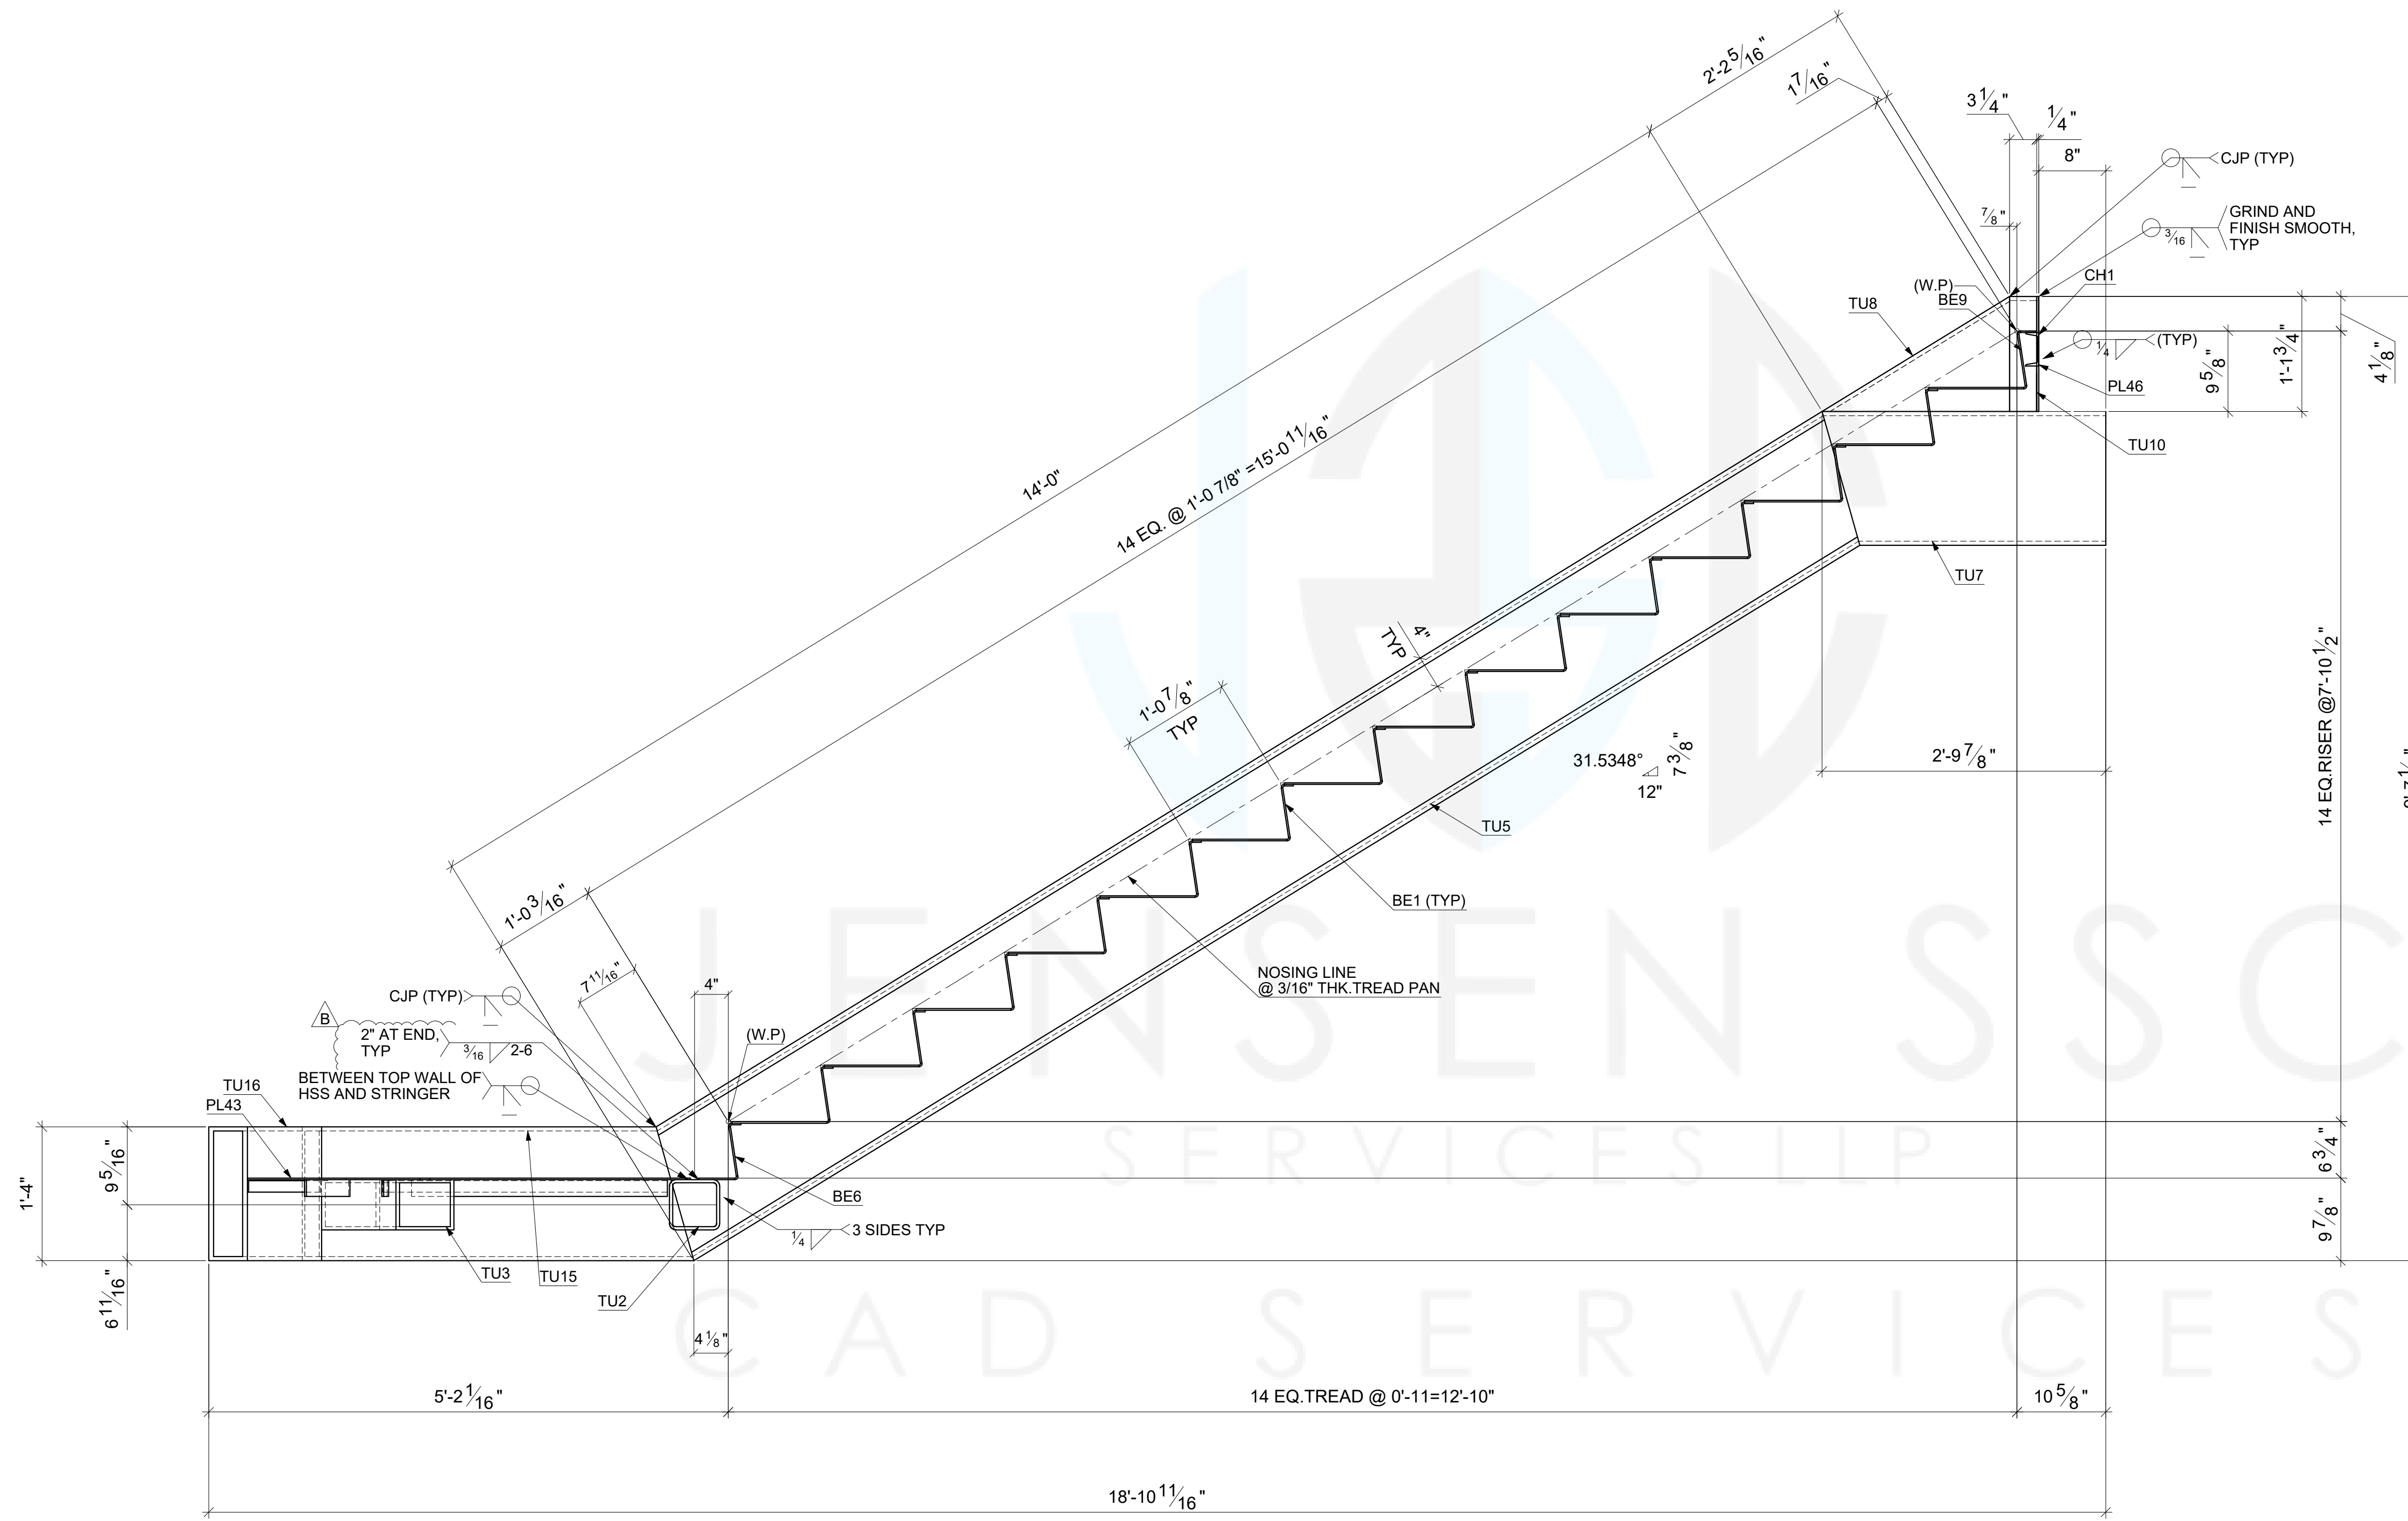 2'-2 5/16"
1 7/16"
3 1/4"
1/4"
8"
CJP (TYP)
7/8"
3/16
GRIND AND
FINISH SMOOTH,
TYP
(W.P)
BE9
CH1
TU8
1/4
(TYP)
PL46
TU10
9 5/8"
1'-1 3/4"
4 1/8"
14'-0"
14 EQ. @ 1'-0 7/8" =15'-0 11/16"
TU7
4"
TYP
1'-0 7/8"
TYP
31.5348°
7 3/8"
12"
2'-9 7/8"
14 EQ.RISER @7'-10 1/2"
TU5
BE1 (TYP)
NOSING LINE
@ 3/16" THK.TREAD PAN
1'-0 3/16"
7 11/16"
4"
CJP (TYP)
B
2" AT END,
TYP
3/16
2-6
(W.P)
BETWEEN TOP WALL OF
HSS AND STRINGER
TU16
PL43
1'-4"
9 5/16"
6 11/16"
BE6
1/4
3 SIDES TYP
TU3
TU15
TU2
4 1/8"
6 3/4"
9 7/8"
5'-2 1/16"
14 EQ.TREAD @ 0'-11=12'-10"
10 5/8"
18'-10 11/16"
JENSEN SSC
SERVICES LLP
CAD SERVICES